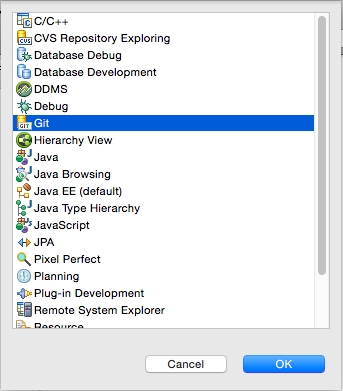 C/C++
CVS Repository Exploring
Database Debug
Database Development
DDMS
Debug
Git
Hierarchy View
Java
Java Browsing
Java EE (default)
Java Type Hierarchy
JavaScript
JPA
Pixel Perfect
Planning
Plug-in Development
Remote System Explorer
Resource
Cancel
OK